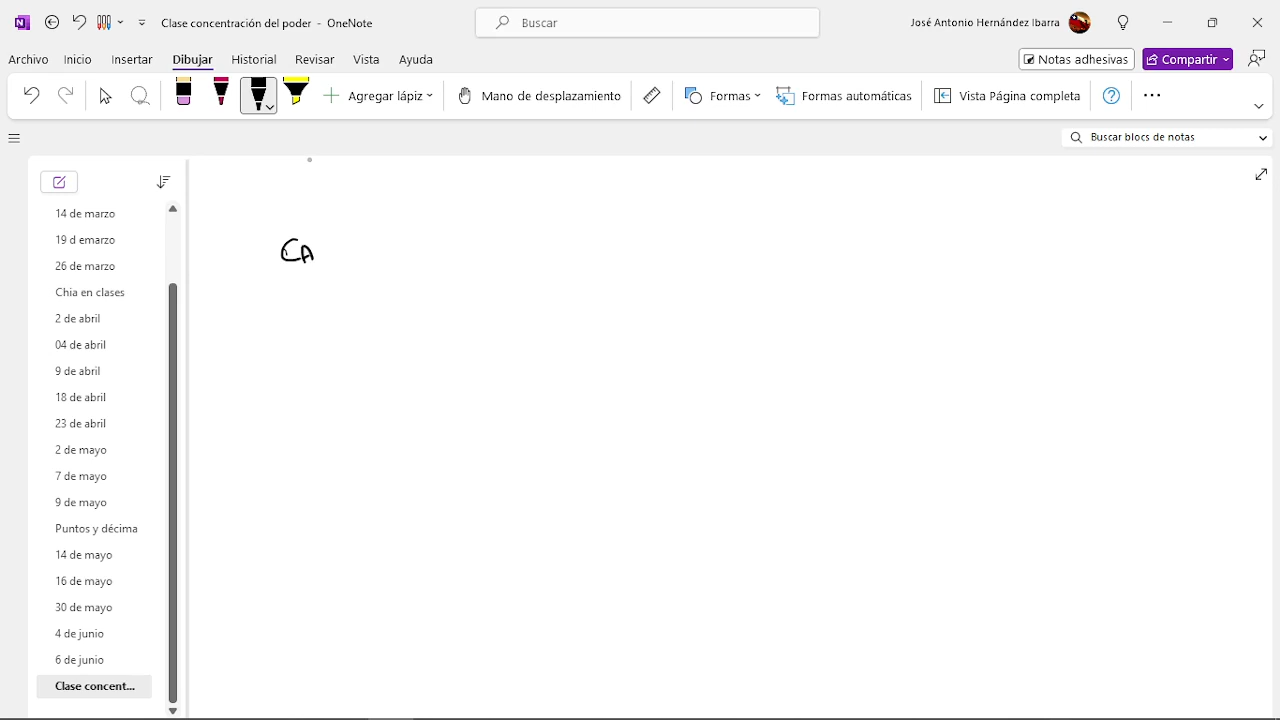 Clase concentración del poder - OneNote
Buscar
José Antonio Hernández Ibarra
Archivo Inicio Insertar Dibujar Historial Revisar Vista Ayuda
Notas adhesivas Compartir
Agregar lápiz Mano de desplazamiento Formas Formas automáticas Vista Página completa ...
Buscar blocs de notas
14 de marzo
19 d emarzo
26 de marzo
Chia en clases
2 de abril
04 de abril
9 de abril
18 de abril
23 de abril
2 de mayo
7 de mayo
9 de mayo
Puntos y décima
14 de mayo
16 de mayo
30 de mayo
4 de junio
6 de junio
Clase concent...
CA